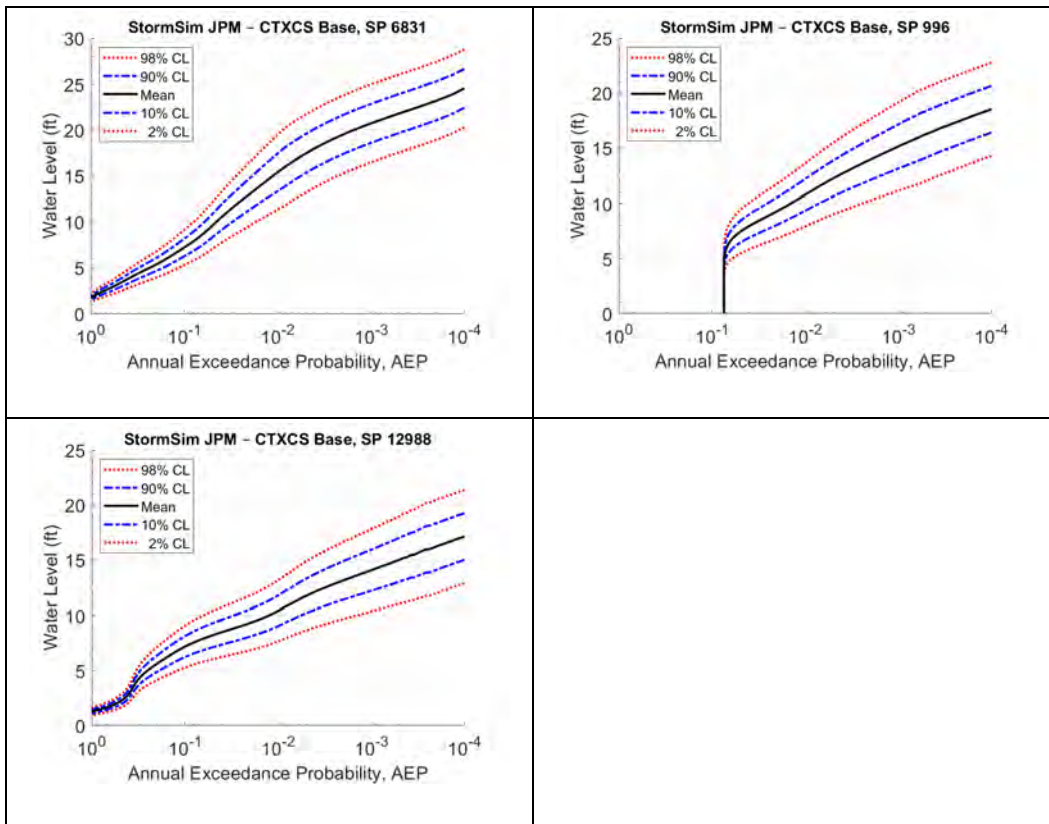 StormSim JPM – CTXCS Base, SP 6831
30
25
20
15
10
5
0
Water Level (ft)
98% CL
90% CL
Mean
10% CL
2% CL
10^0 10^-1 10^-2 10^-3 10^-4
Annual Exceedance Probability, AEP
StormSim JPM – CTXCS Base, SP 996
25
20
15
10
5
0
Water Level (ft)
98% CL
90% CL
Mean
10% CL
2% CL
10^0 10^-1 10^-2 10^-3 10^-4
Annual Exceedance Probability, AEP
StormSim JPM – CTXCS Base, SP 12988
25
20
15
10
5
0
Water Level (ft)
98% CL
90% CL
Mean
10% CL
2% CL
10^0 10^-1 10^-2 10^-3 10^-4
Annual Exceedance Probability, AEP